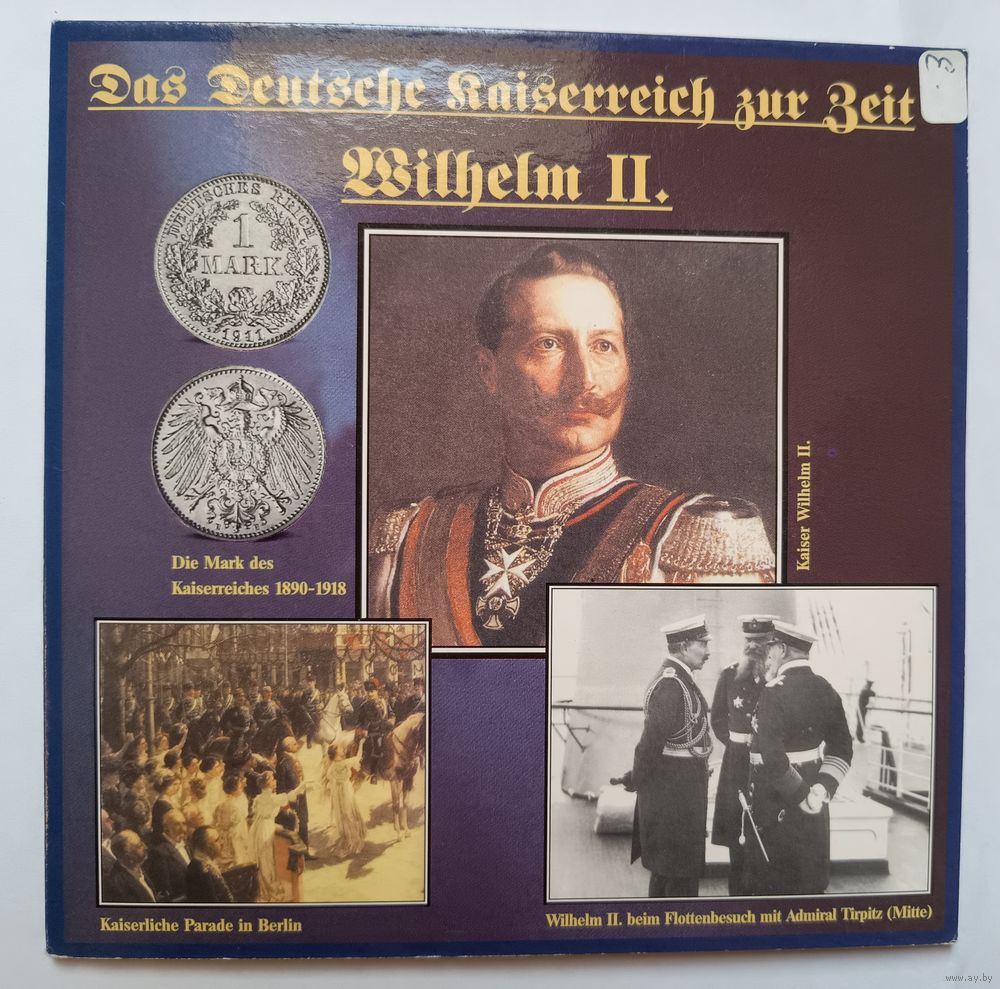 Das Deutsche Kaiserreich zur Zeit
Wilhelm II.
3
DEUTSCHES REICH
1
MARK
1911
Die Mark des
Kaiserreiches 1890-1918
Kaiser Wilhelm II.
Kaiserliche Parade in Berlin
Wilhelm II. beim Flottenbesuch mit Admiral Tirpitz (Mitte)
www.ay.by